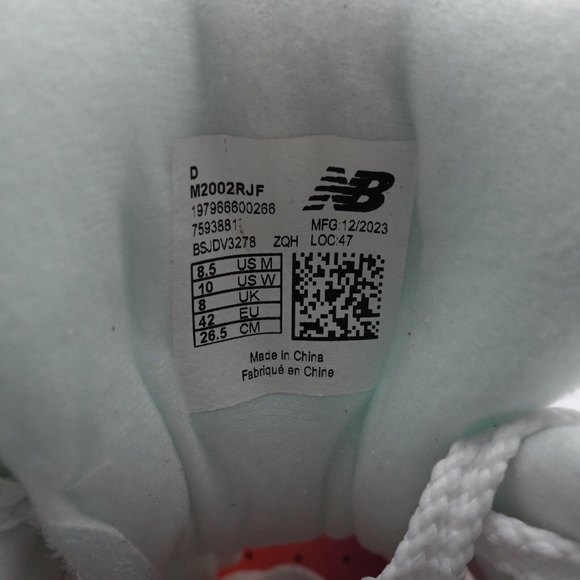 D
M2002RJF
NB
197966600266
7593881
MFG:12/2023
BSJDV3278 ZQH LOC:47
8.5 US M
10 US W
8 UK
42 EU
26.5 CM
Made in China
Fabriqué en Chine